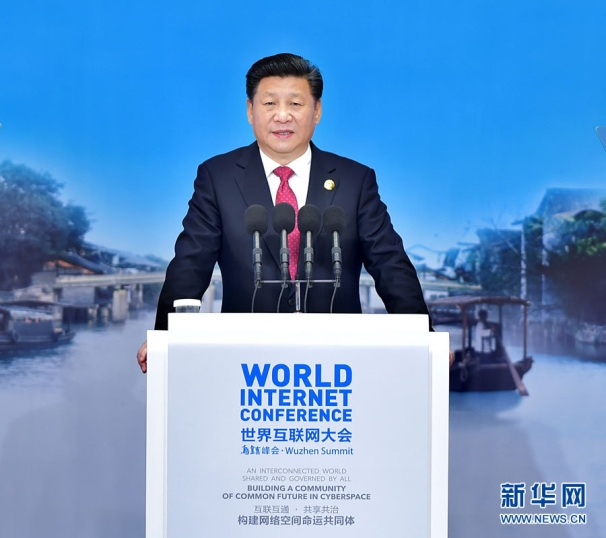 WORLD
INTERNET
CONFERENCE
世界互联网大会
乌镇峰会·Wuzhen Summit
AN INTERCONNECTED WORLD
SHARED AND GOVERNED BY ALL
BUILDING A COMMUNITY
OF COMMON FUTURE IN CYBERSPACE
互联互通·共享共治
构建网络空间命运共同体
新华网
WWW.NEWS.CN